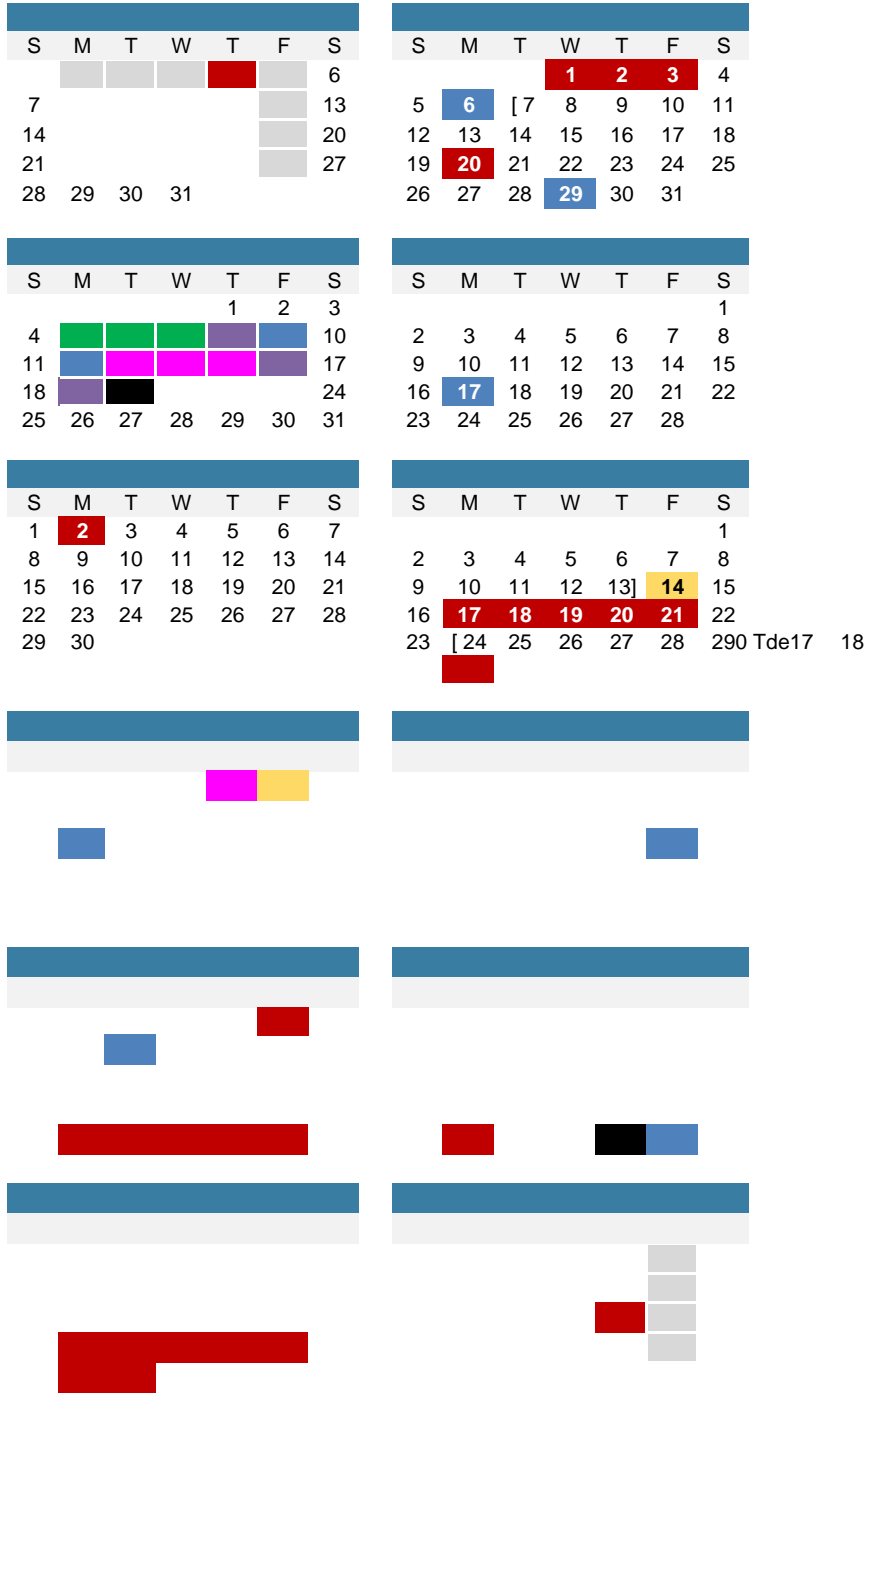 S M T W T F S
6
7 13
14 20
21 27
28 29 30 31
S M T W T F S
1 2 3 4
5 6 [ 7 8 9 10 11
12 13 14 15 16 17 18
19 20 21 22 23 24 25
26 27 28 29 30 31
S M T W T F S
1 2 3
4 10
11 17
18 24
25 26 27 28 29 30 31
S M T W T F S
1
2 3 4 5 6 7 8
9 10 11 12 13 14 15
16 17 18 19 20 21 22
23 24 25 26 27 28
S M T W T F S
1 2 3 4 5 6 7
8 9 10 11 12 13 14
15 16 17 18 19 20 21
22 23 24 25 26 27 28
29 30
S M T W T F S
1
2 3 4 5 6 7 8
9 10 11 12 13] 14 15
16 17 18 19 20 21 22
23 [ 24 25 26 27 28 290 Tde17 18